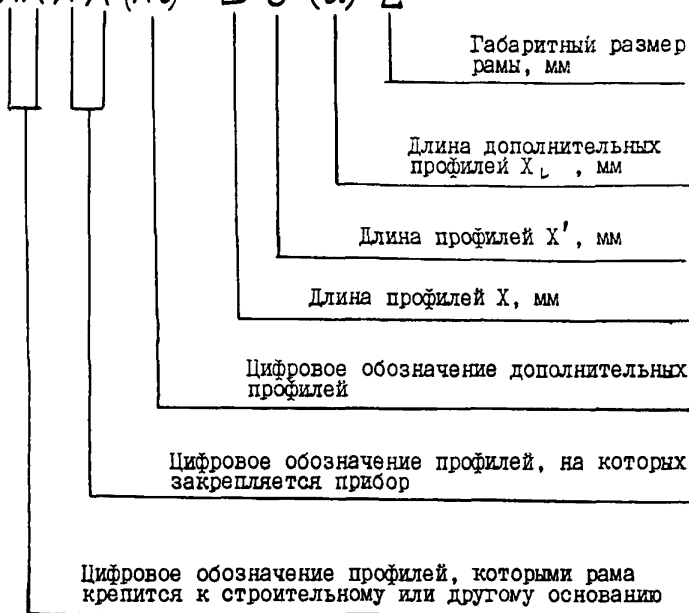 Габаритный размер
рамы, мм
Длина дополнительных
профилей X_L , мм
Длина профилей X', мм
Длина профилей X, мм
Цифровое обозначение дополнительных
профилей
Цифровое обозначение профилей, на которых
закрепляется прибор
Цифровое обозначение профилей, которыми рама
крепится к строительному или другому основанию